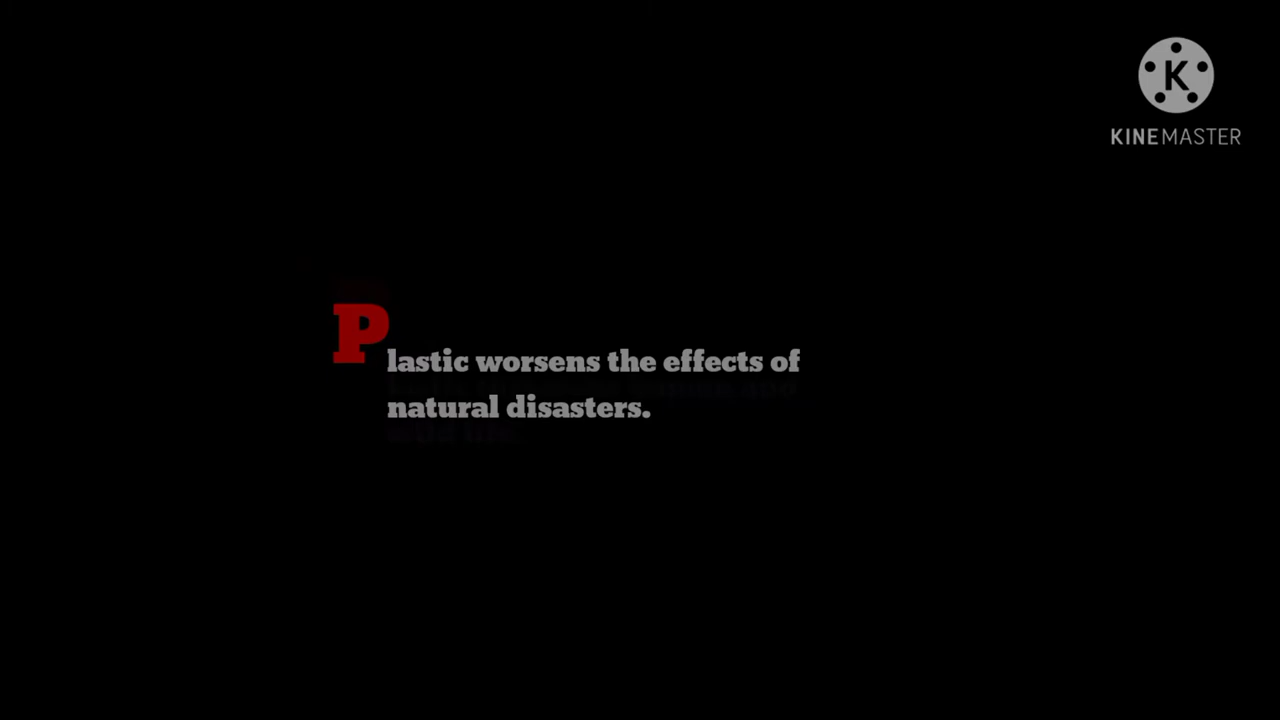 K
KINEMASTER
Plastic worsens the effects of
natural disasters.